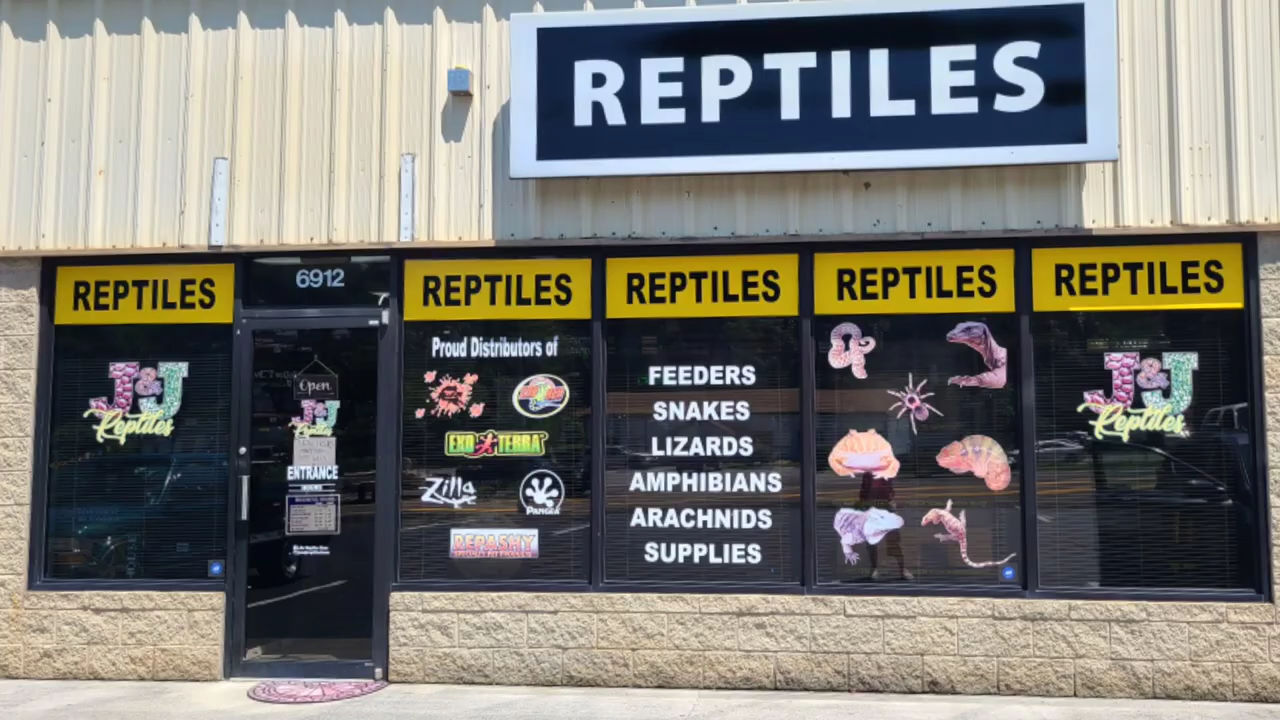 REPTILES
REPTILES
6912
REPTILES
REPTILES
REPTILES
REPTILES
J&J
Reptiles
Open
J&J
ENTRANCE
Proud Distributors of
EXO TERRA
Zilla
PANGEA
REPASHY
FEEDERS
SNAKES
LIZARDS
AMPHIBIANS
ARACHNIDS
SUPPLIES
J&J
Reptiles